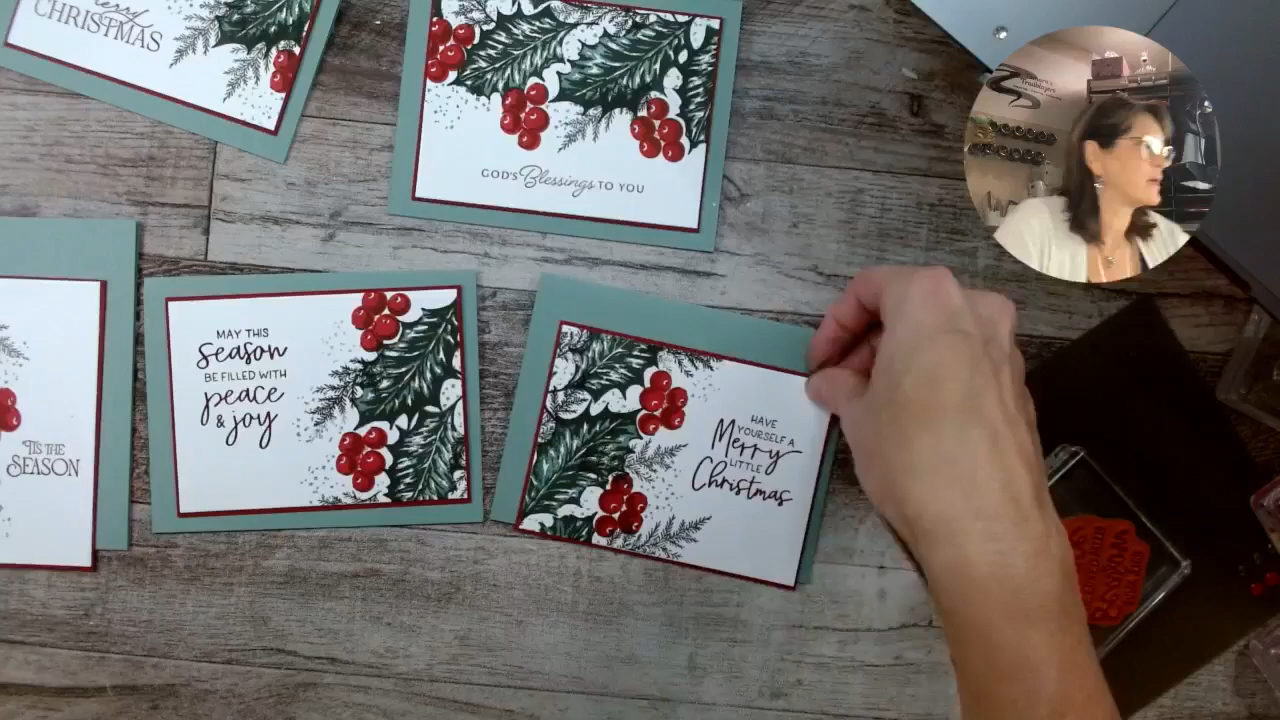 Merry
CHRISTMAS
GOD'S Blessings TO YOU
MAY THIS
season
BE FILLED WITH
peace
& joy
HAVE
YOURSELF A
Merry
LITTLE
Christmas
'TIS THE
SEASON